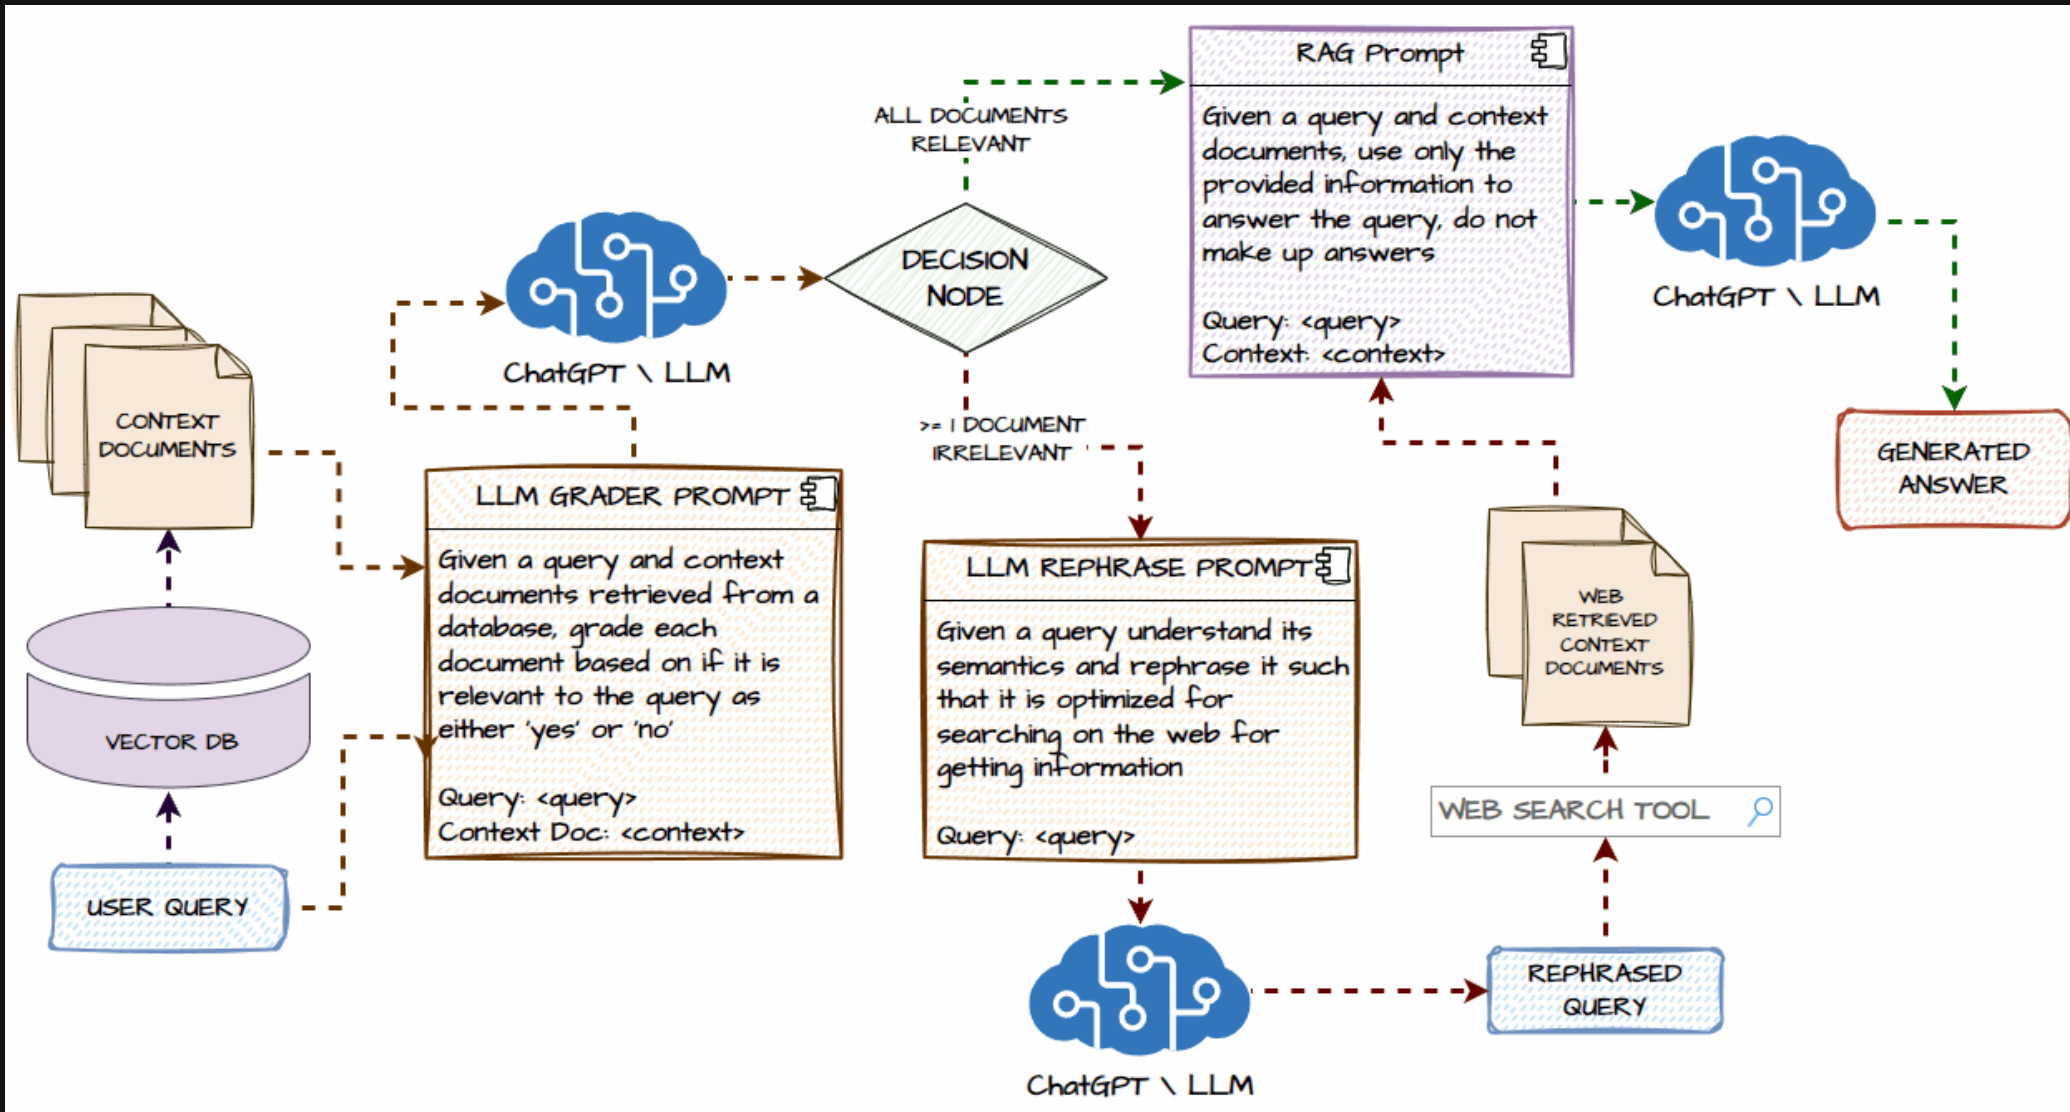 CONTEXT
DOCUMENTS
VECTOR DB
USER QUERY
ChatGPT \ LLM
LLM GRADER PROMPT
Given a query and context
documents retrieved from a
database, grade each
document based on if it is
relevant to the query as
either 'yes' or 'no'
Query: <query>
Context Doc: <context>
DECISION
NODE
ALL DOCUMENTS
RELEVANT
>= 1 DOCUMENT
IRRELEVANT
RAG Prompt
Given a query and context
documents, use only the
provided information to
answer the query, do not
make up answers
Query: <query>
Context: <context>
ChatGPT \ LLM
GENERATED
ANSWER
LLM REPHRASE PROMPT
Given a query understand its
semantics and rephrase it such
that it is optimized for
searching on the web for
getting information
Query: <query>
ChatGPT \ LLM
REPHRASED
QUERY
WEB SEARCH TOOL
WEB
RETRIEVED
CONTEXT
DOCUMENTS